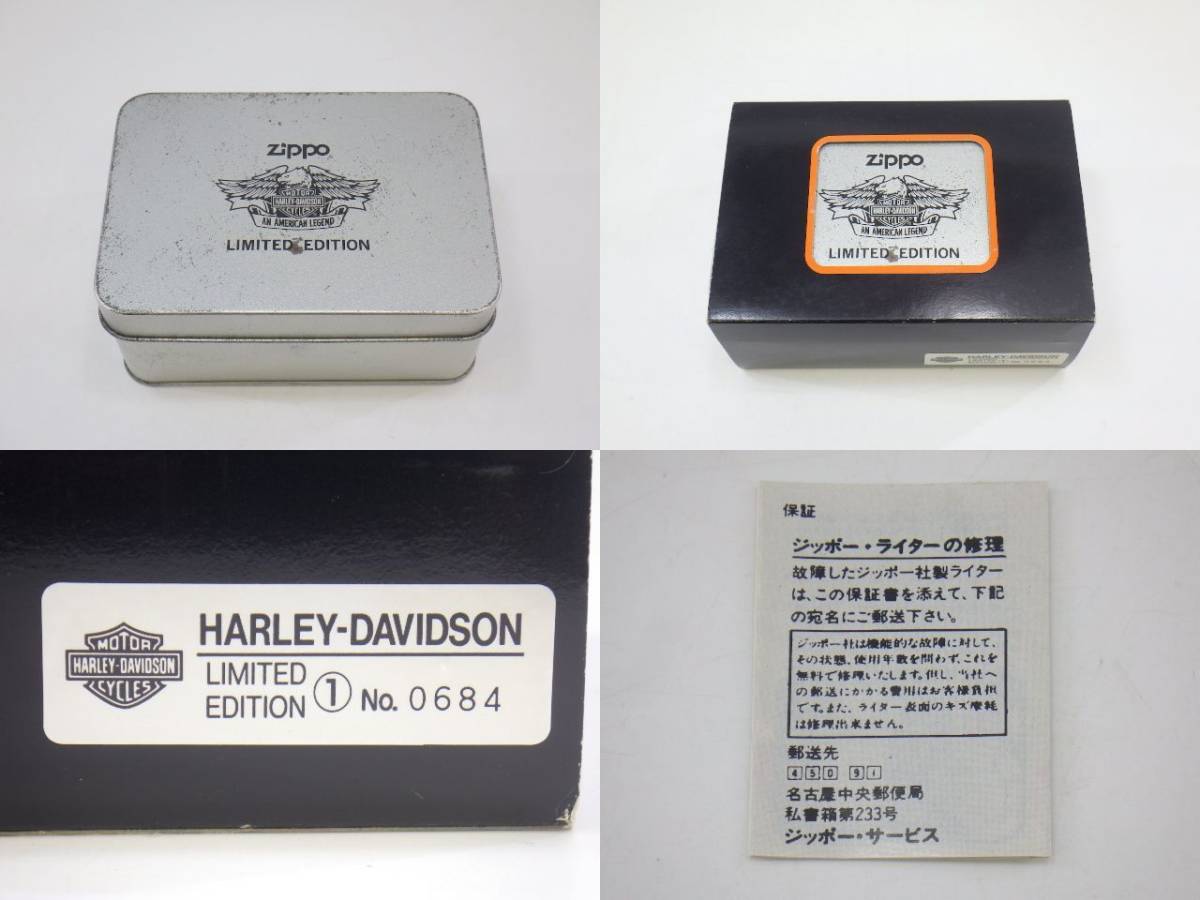 Zippo
MOTOR
HARLEY-DAVIDSON
CYCLES
AN AMERICAN LEGEND
LIMITED EDITION
Zippo
MOTOR
HARLEY-DAVIDSON
CYCLES
AN AMERICAN LEGEND
LIMITED EDITION
HARLEY-DAVIDSON
MOTOR
HARLEY-DAVIDSON
CYCLES
HARLEY-DAVIDSON
LIMITED
EDITION ① No. 0684
保証
ジッポー・ライターの修理
故障したジッポー社製ライター
は、この保証書を添えて、下記
の宛名にご郵送下さい。
ジッポー社は機能的な故障に対して、
その状態、使用年数を問わず、これを
無料で修理いたします。但し、当社へ
の郵送にかかる費用はお客様負担
です。また、ライター表面のキズ摩耗
は修理出来ません。
郵送先
450 91
名古屋中央郵便局
私書箱第233号
ジッポー・サービス